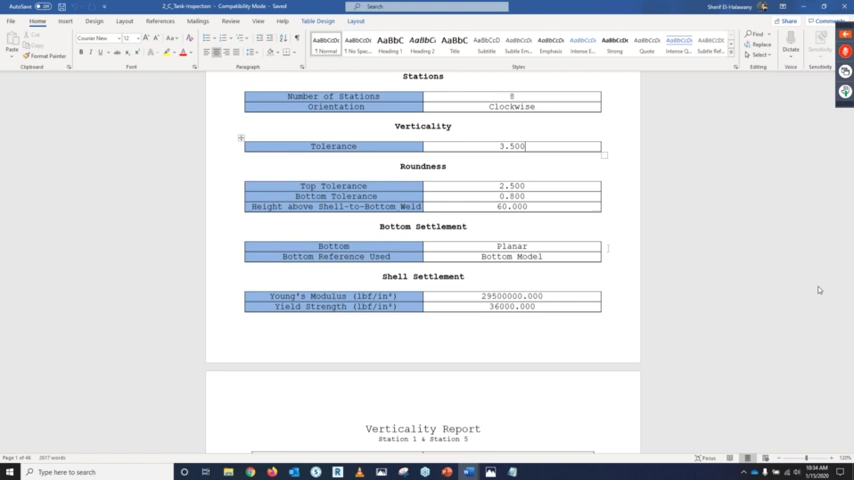 AutoSave Off 2_C_Tank-Inspection - Compatibility Mode - Saved Search Sherif El-Halawany
File Home Insert Draw Design Layout References Mailings Review View Help Table Design Layout Share Comments
Paste Cut Copy Format Painter Courier New 12
AaBbCcDc AaBbCcDc AaBbC AaBbCc AaB AaBbCcD AaBbCcDc AaBbCcDc AaBbCcDc AaBbCcDc AaBbCcDc AaBbCcDc
¶ Normal ¶ No Spac... Heading 1 Heading 2 Title Subtitle Subtle Em... Emphasis Intense E... Strong Quote Intense Q... Subtle Ref...
Find Replace Select Dictate Sensitivity
Clipboard Font Paragraph Styles Editing Voice Sensitivity
Stations
Number of Stations 8
Orientation Clockwise
Verticality
Tolerance 3.500
Roundness
Top Tolerance 2.500
Bottom Tolerance 0.800
Height above Shell-to-Bottom Weld 60.000
Bottom Settlement
Bottom Planar
Bottom Reference Used Bottom Model
Shell Settlement
Young's Modulus (lbf/in²) 29500000.000
Yield Strength (lbf/in²) 36000.000
Verticality Report
Station 1 & Station 5
Page 1 of 46 2017 words Focus 120%
Type here to search 10:34 AM
1/15/2020